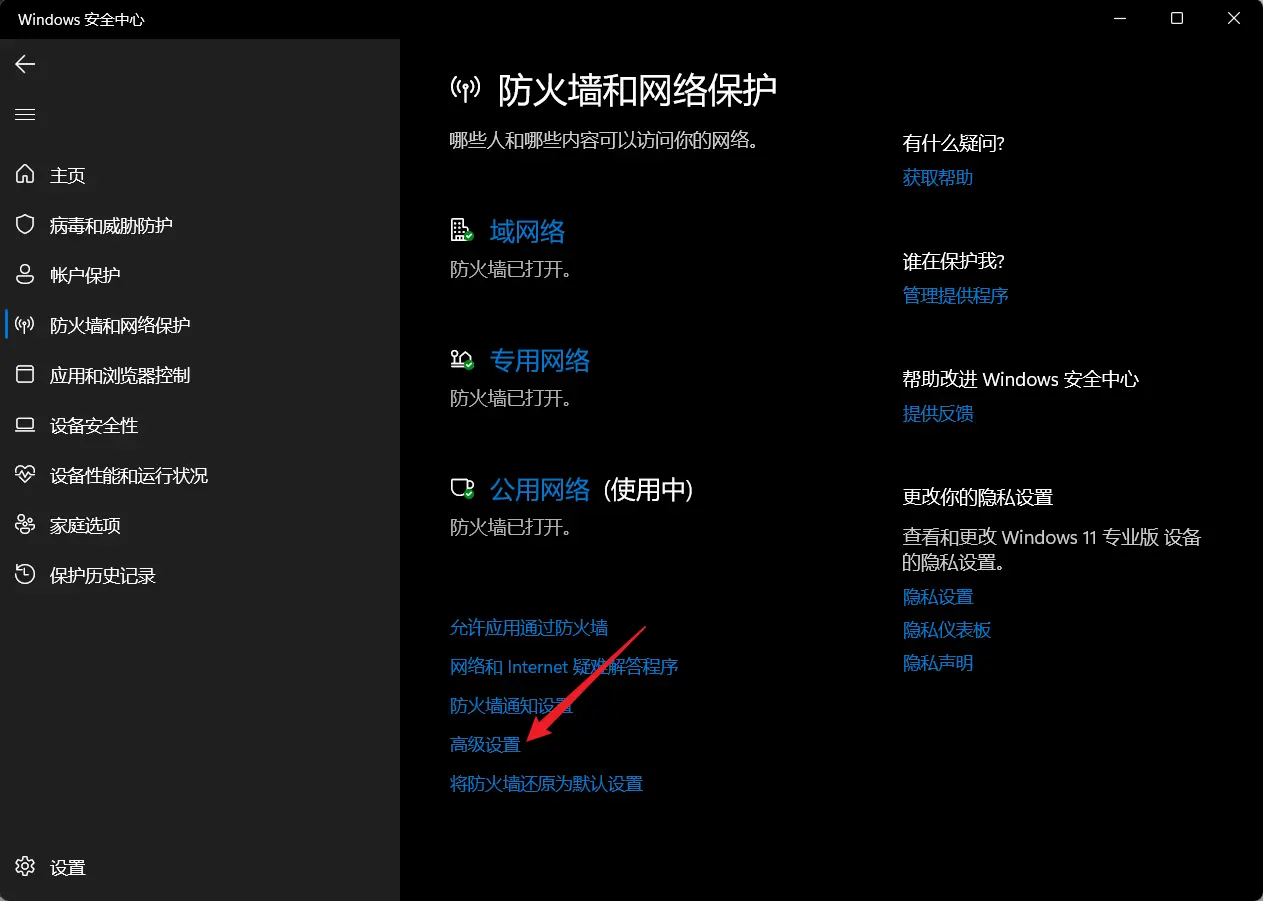 Windows 安全中心
主页
病毒和威胁防护
帐户保护
防火墙和网络保护
应用和浏览器控制
设备安全性
设备性能和运行状况
家庭选项
保护历史记录
设置
防火墙和网络保护
哪些人和哪些内容可以访问你的网络。
域网络
防火墙已打开。
专用网络
防火墙已打开。
公用网络 (使用中)
防火墙已打开。
允许应用通过防火墙
网络和 Internet 疑难解答程序
防火墙通知设置
高级设置
将防火墙还原为默认设置
有什么疑问?
获取帮助
谁在保护我?
管理提供程序
帮助改进 Windows 安全中心
提供反馈
更改你的隐私设置
查看和更改 Windows 11 专业版 设备
的隐私设置。
隐私设置
隐私仪表板
隐私声明